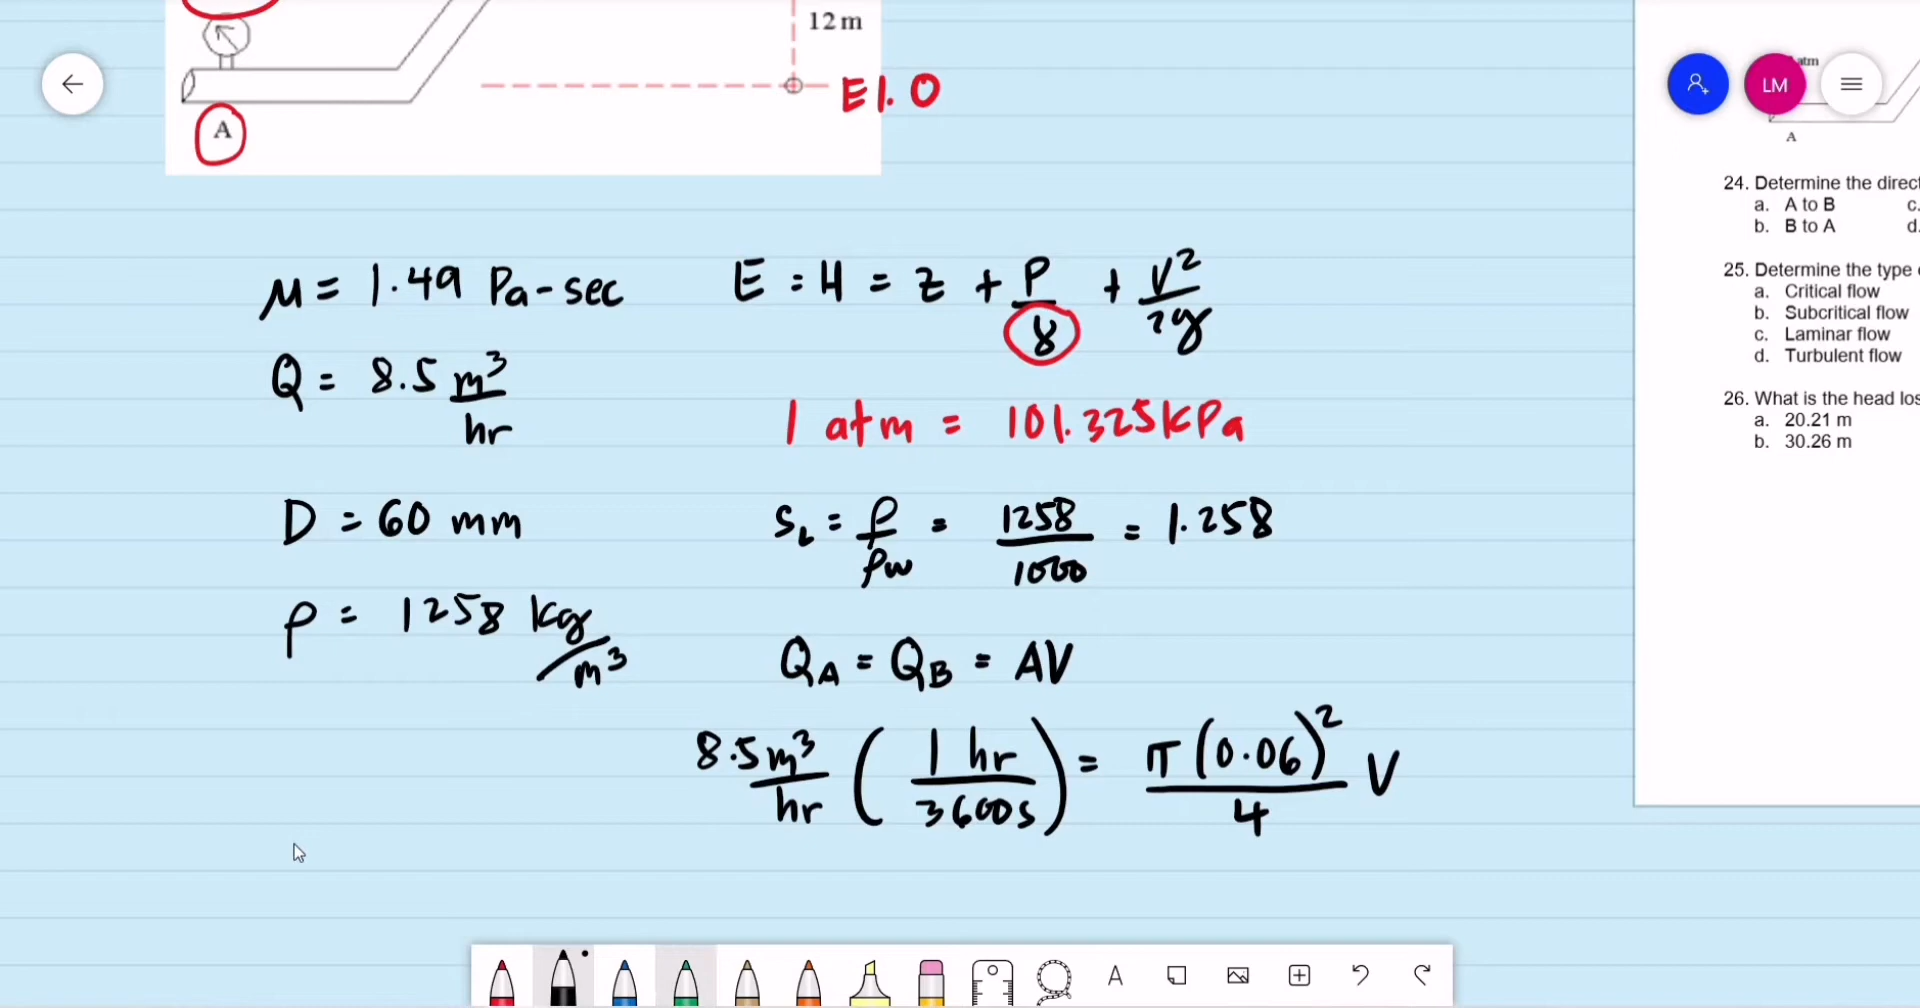 12 m
E1. 0
A
μ = 1.49 Pa-sec
Q = 8.5 m³/hr
D = 60 mm
ρ = 1258 kg/m³
E = H = z + P/γ + V²/2g
1 atm = 101.325 kPa
S_L = ρ/ρw = 1258/1000 = 1.258
Q_A = Q_B = AV
8.5 m³/hr ( 1 hr / 3600 s ) = π(0.06)²/4 V
LM
atm
A
24. Determine the direct
a. A to B c.
b. B to A d.
25. Determine the type
a. Critical flow
b. Subcritical flow
c. Laminar flow
d. Turbulent flow
26. What is the head los
a. 20.21 m
b. 30.26 m
A